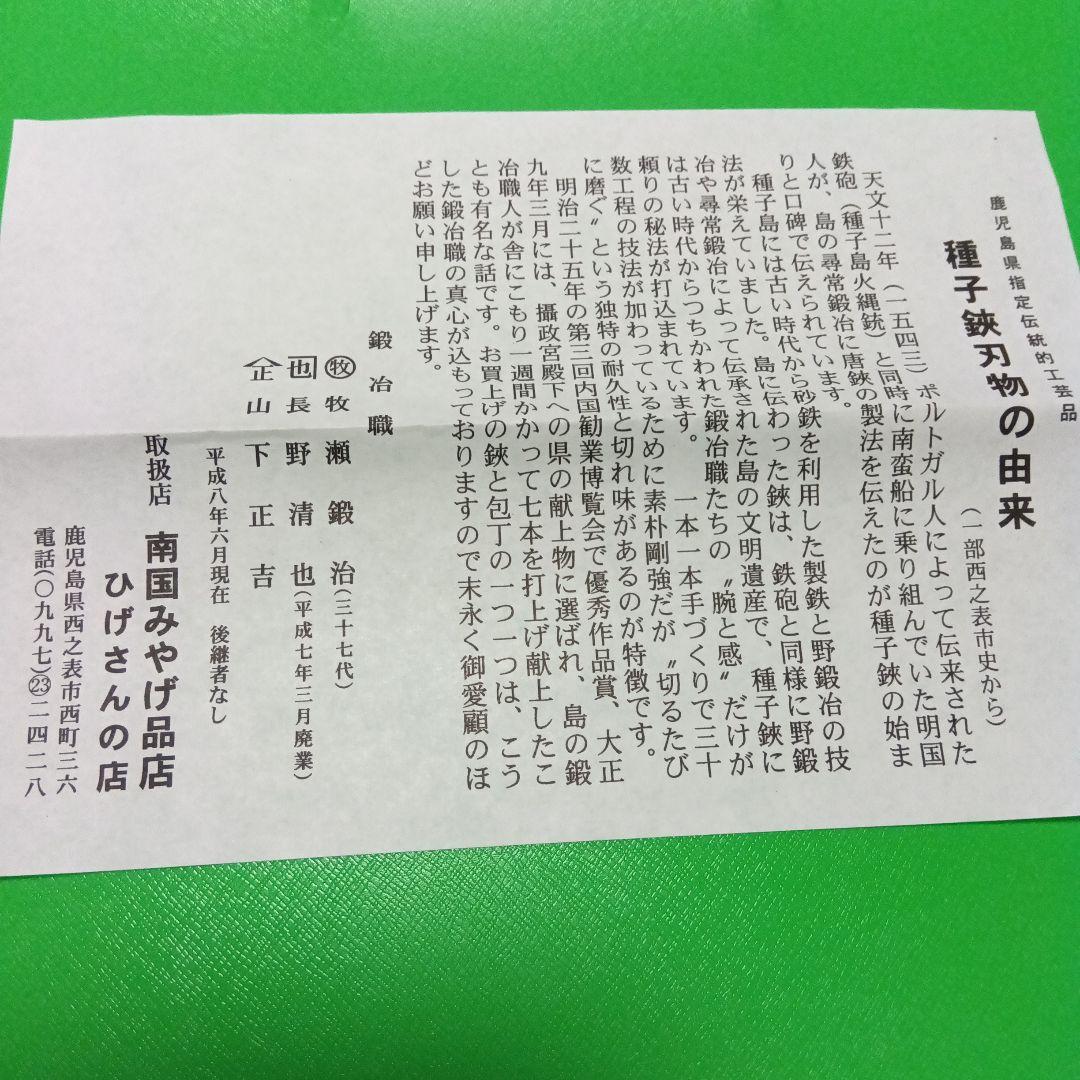 鹿児島県指定伝統的工芸品
種子鋏刃物の由来
(一部西之表市史から)
天文十二年(一五四三)ポルトガル人によって伝来された
鉄砲(種子島火縄銃)と同時に南蛮船に乗り組んでいた明国
人が、島の尋常鍛冶に唐鋏の製法を伝えたのが種子鋏の始ま
りと口碑で伝えられています。
種子島には古い時代から砂鉄を利用した製鉄と野鍛冶の技
法が栄えていました。島に伝わった鋏は、鉄砲と同様に野鍛
冶や尋常鍛冶によって伝承された島の文明遺産で、種子鋏に
は古い時代からつちかわれた鍛冶職たちの〝腕と感〟だけが
頼りの秘法が打込まれています。一本一本手づくりで三十
数工程の技法が加わっているために素朴剛強だが〝切るたび
に磨ぐ〟という独特の耐久性と切れ味があるのが特徴です。
明治二十五年の第三回内国勧業博覧会で優秀作品賞、大正
九年三月には、攝政宮殿下への県の献上物に選ばれ、島の鍛
冶職人が舎にこもり一週間かかって七本を打上げ献上したこ
とも有名な話です。お買上げの鋏と包丁の一つ一つは、こう
した鍛冶職の真心が込もっておりますので末永く御愛顧のほ
どお願い申し上げます。
鍛冶職
牧 牧瀬鍛治(三十七代)
也 長野清也(平成七年三月廃業)
正 山下正吉
平成八年六月現在 後継者なし
取扱店 南国みやげ品店
ひげさんの店
鹿児島県西之表市西町三六
電話(〇九九七)㉓二四二八